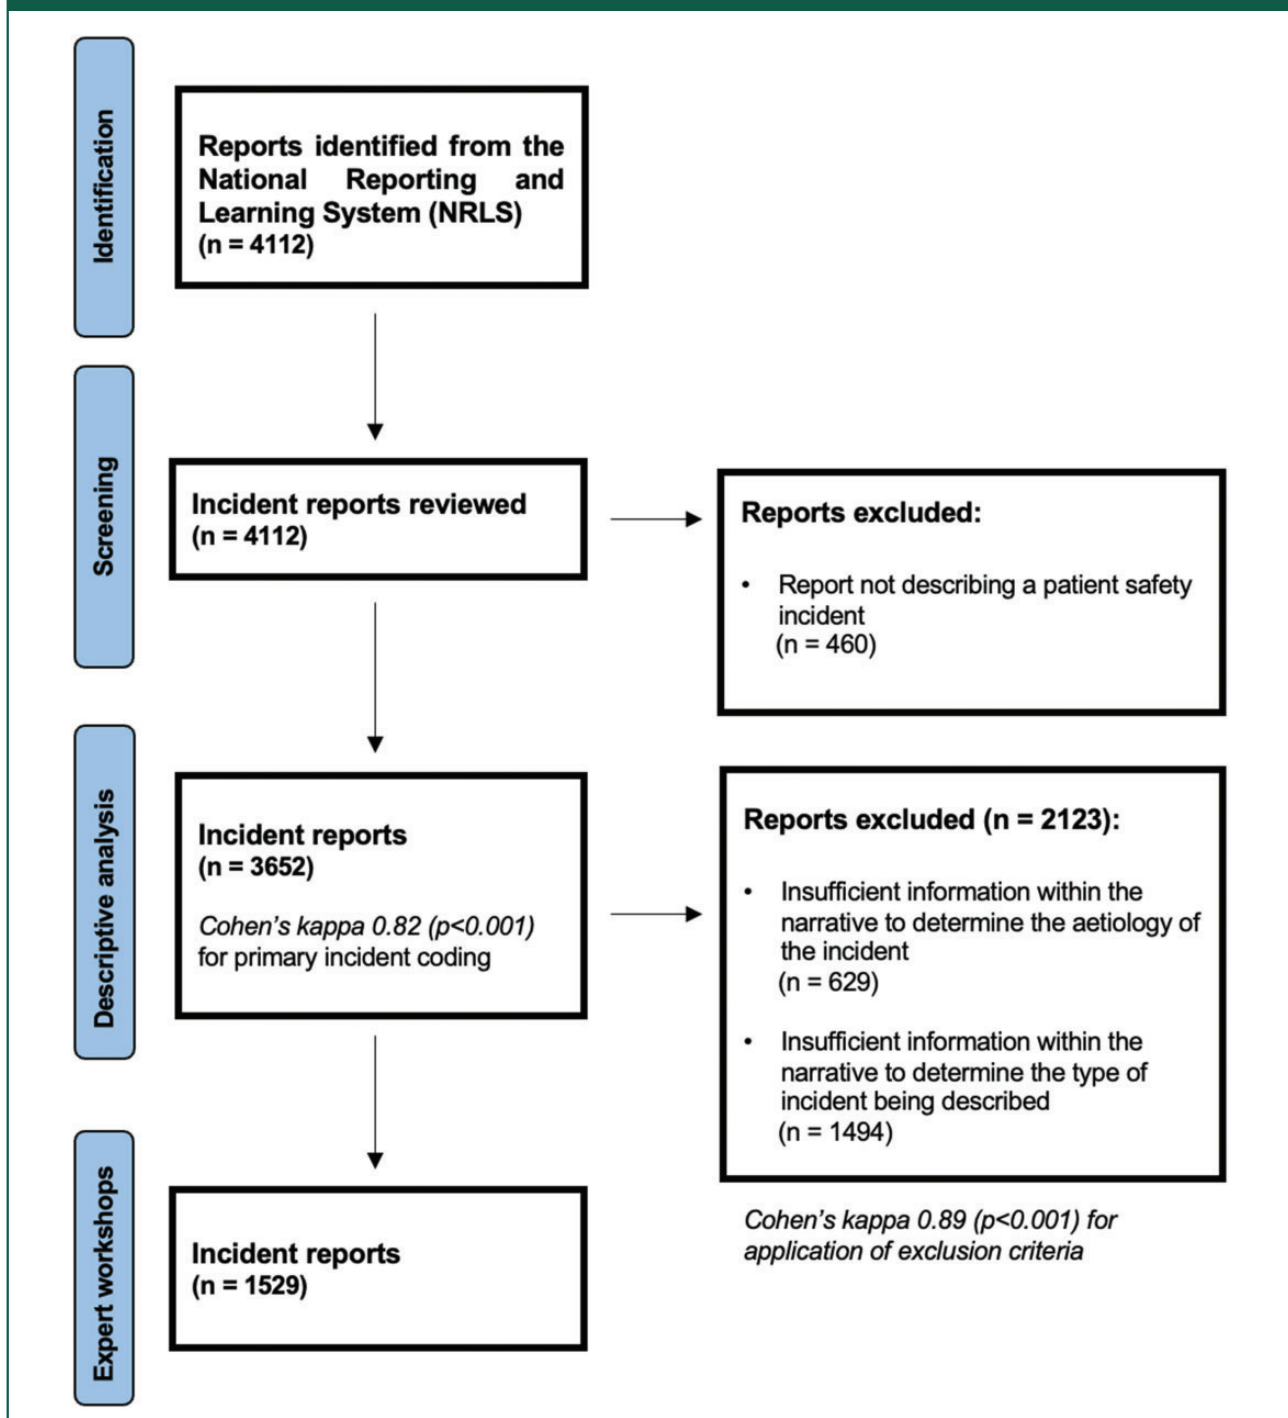 Identification
Reports identified from the
National Reporting and
Learning System (NRLS)
(n = 4112)
Screening
Incident reports reviewed
(n = 4112)
Reports excluded:
• Report not describing a patient safety
incident
(n = 460)
Descriptive analysis
Incident reports
(n = 3652)
Cohen's kappa 0.82 (p<0.001)
for primary incident coding
Reports excluded (n = 2123):
• Insufficient information within the
narrative to determine the aetiology of
the incident
(n = 629)
• Insufficient information within the
narrative to determine the type of
incident being described
(n = 1494)
Cohen's kappa 0.89 (p<0.001) for
application of exclusion criteria
Expert workshops
Incident reports
(n = 1529)